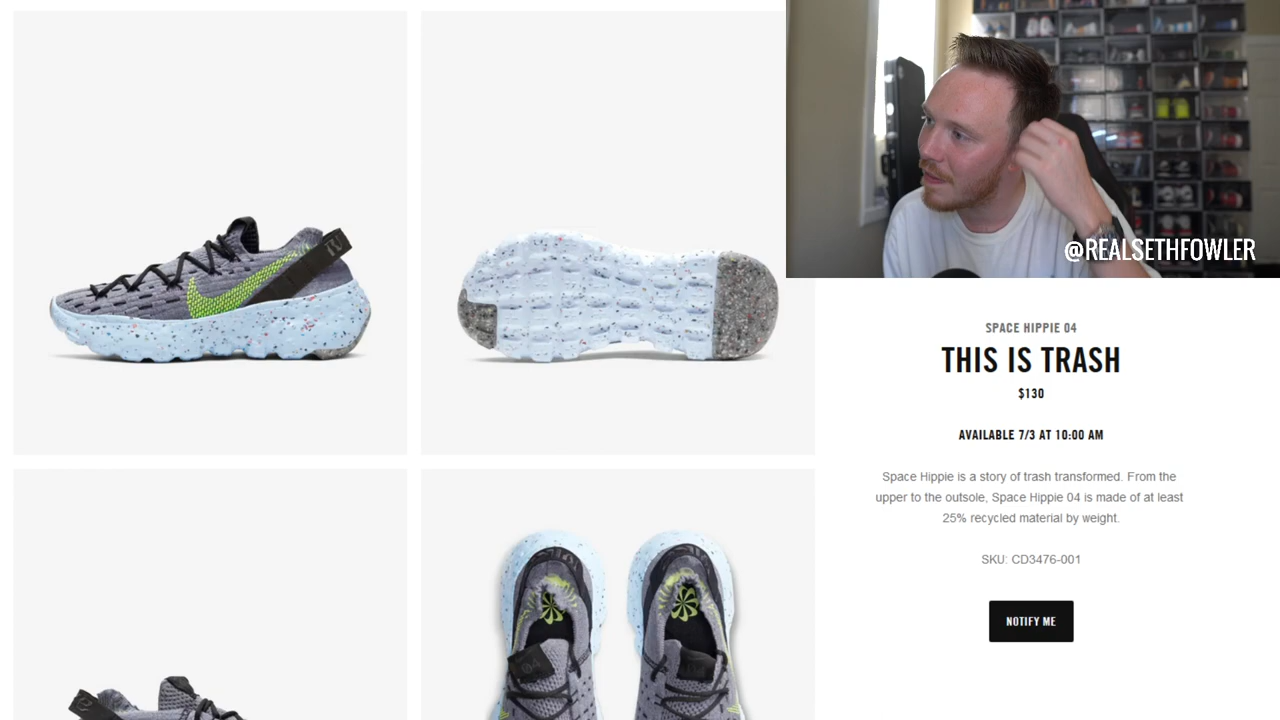 @REALSETHFOWLER
SPACE HIPPIE 04
THIS IS TRASH
$130
AVAILABLE 7/3 AT 10:00 AM
Space Hippie is a story of trash transformed. From the
upper to the outsole, Space Hippie 04 is made of at least
25% recycled material by weight.
SKU: CD3476-001
NOTIFY ME